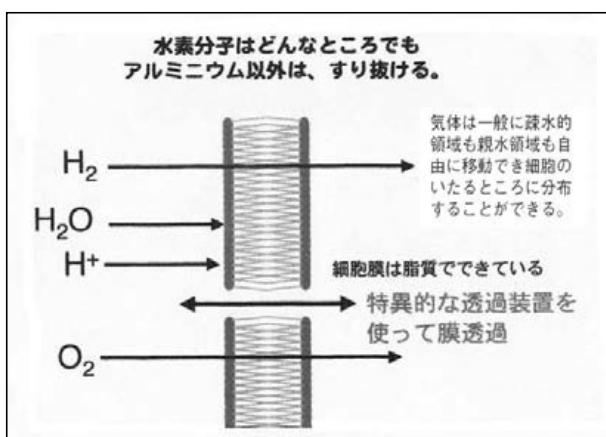 水素分子はどんなところでも
アルミニウム以外は、すり抜ける。
気体は一般に疎水的
領域も親水領域も自
由に移動でき細胞の
いたるところに分布
することができる。
H₂
H₂O
H⁺
細胞膜は脂質でできている
特異的な透過装置を
使って膜透過
O₂